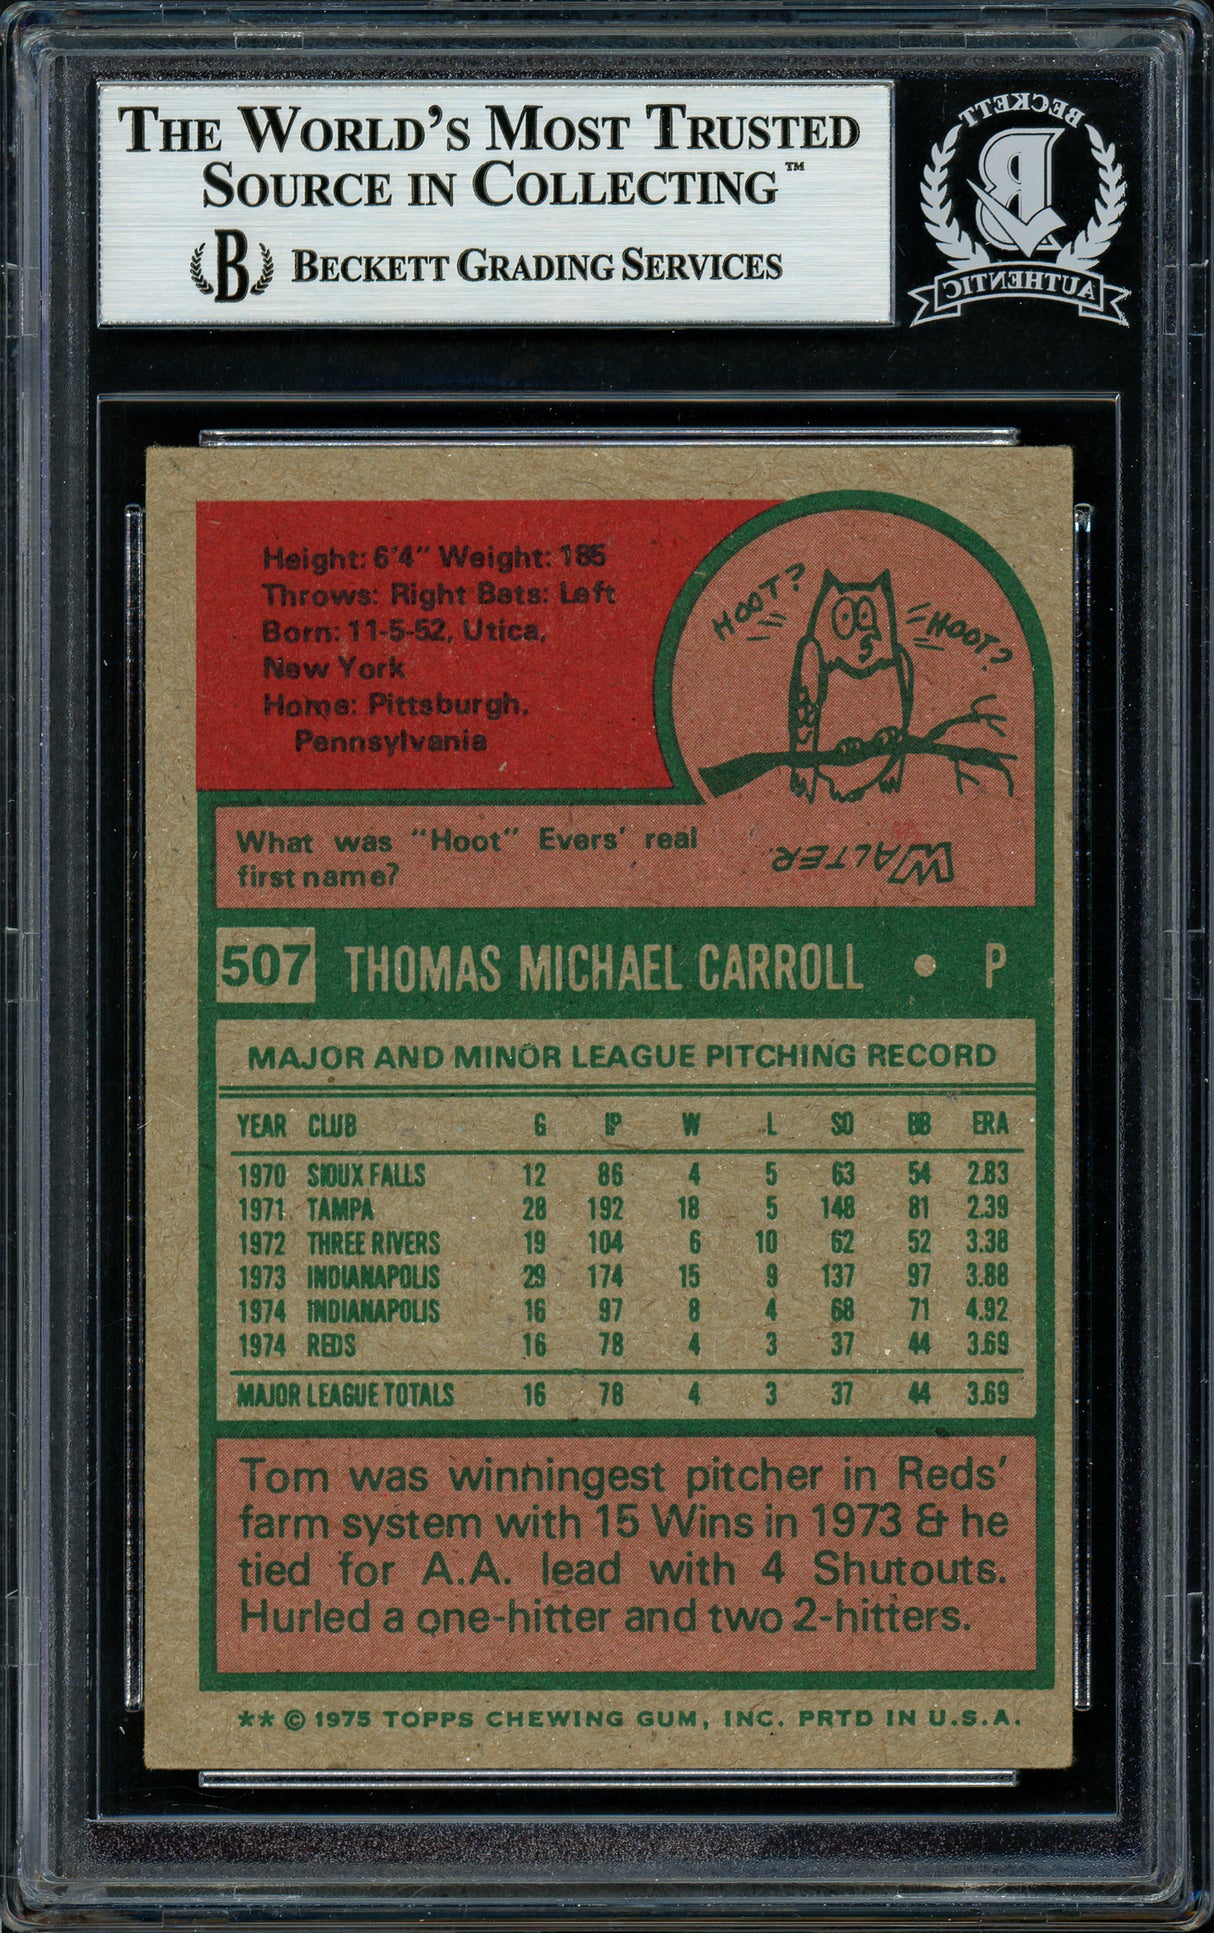 THE WORLD'S MOST TRUSTED
SOURCE IN COLLECTING™
B BECKETT GRADING SERVICES
BECKETT
B
AUTHENTIC
Height: 6'4" Weight: 185
Throws: Right Bats: Left
Born: 11-5-52, Utica,
New York
Home: Pittsburgh,
Pennsylvania
HOOT?
HOOT?
What was "Hoot" Evers' real
first name?
WALTER
507 THOMAS MICHAEL CARROLL • P
MAJOR AND MINOR LEAGUE PITCHING RECORD
YEAR CLUB G IP W L SO BB ERA
1970 SIOUX FALLS 12 86 4 5 63 54 2.83
1971 TAMPA 28 192 18 5 148 81 2.39
1972 THREE RIVERS 19 104 6 10 62 52 3.38
1973 INDIANAPOLIS 29 174 15 9 137 97 3.88
1974 INDIANAPOLIS 16 97 8 4 68 71 4.92
1974 REDS 16 78 4 3 37 44 3.69
MAJOR LEAGUE TOTALS 16 78 4 3 37 44 3.69
Tom was winningest pitcher in Reds'
farm system with 15 Wins in 1973 & he
tied for A.A. lead with 4 Shutouts.
Hurled a one-hitter and two 2-hitters.
** © 1975 TOPPS CHEWING GUM, INC. PRTD IN U.S.A.